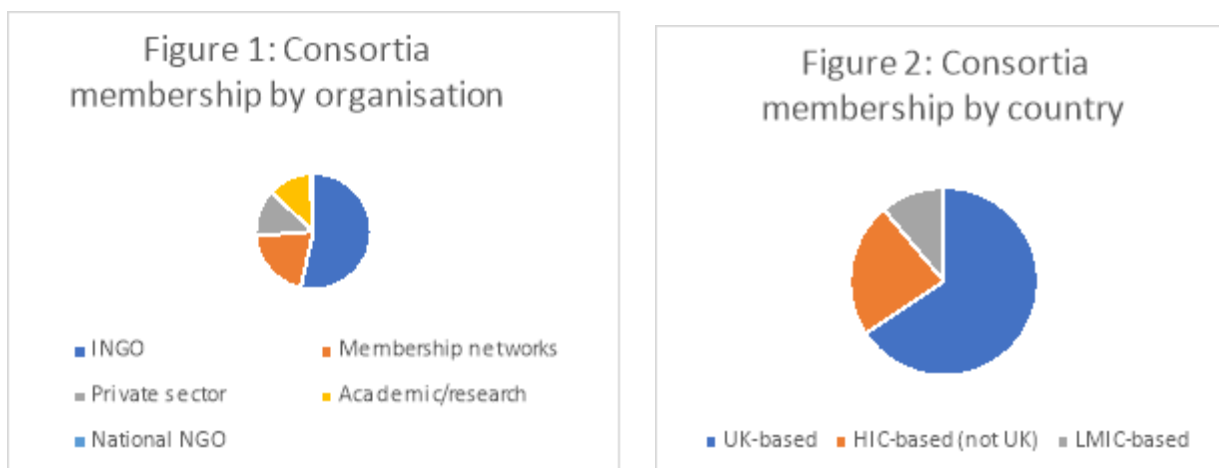 Figure 1: Consortia
membership by organisation
INGO
Membership networks
Private sector
Academic/research
National NGO
Figure 2: Consortia
membership by country
UK-based
HIC-based (not UK)
LMIC-based